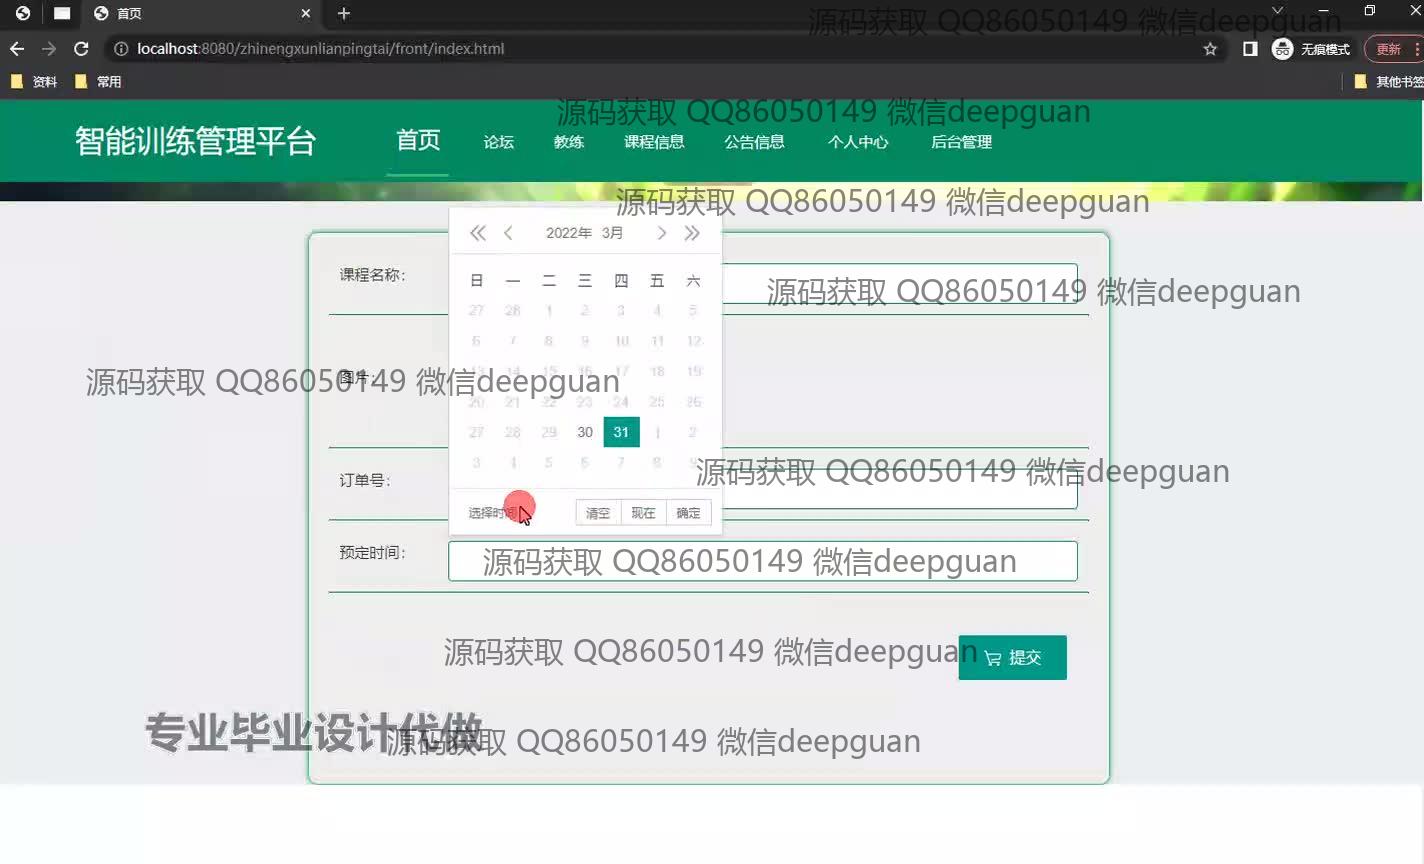 首页
源码获取 QQ86050149 微信deepguan
localhost:8080/zhinengxunlianpingtai/front/index.html
无痕模式
更新
资料
常用
其他书签
源码获取 QQ86050149 微信deepguan
智能训练管理平台
首页
论坛
教练
课程信息
公告信息
个人中心
后台管理
源码获取 QQ86050149 微信deepguan
2022年 3月
课程名称：
日 一 二 三 四 五 六
源码获取 QQ86050149 微信deepguan
27 28 1 2 3 4 5
6 7 8 9 10 11 12
13 14 15 16 17 18 19
图片：
源码获取 QQ86050149 微信deepguan
20 21 22 23 24 25 26
27 28 29 30 31 1 2
3 4 5 6 7 8 9
源码获取 QQ86050149 微信deepguan
订单号：
选择时间
清空
现在
确定
预定时间：
源码获取 QQ86050149 微信deepguan
源码获取 QQ86050149 微信deepguan
提交
专业毕业设计代做
源码获取 QQ86050149 微信deepguan